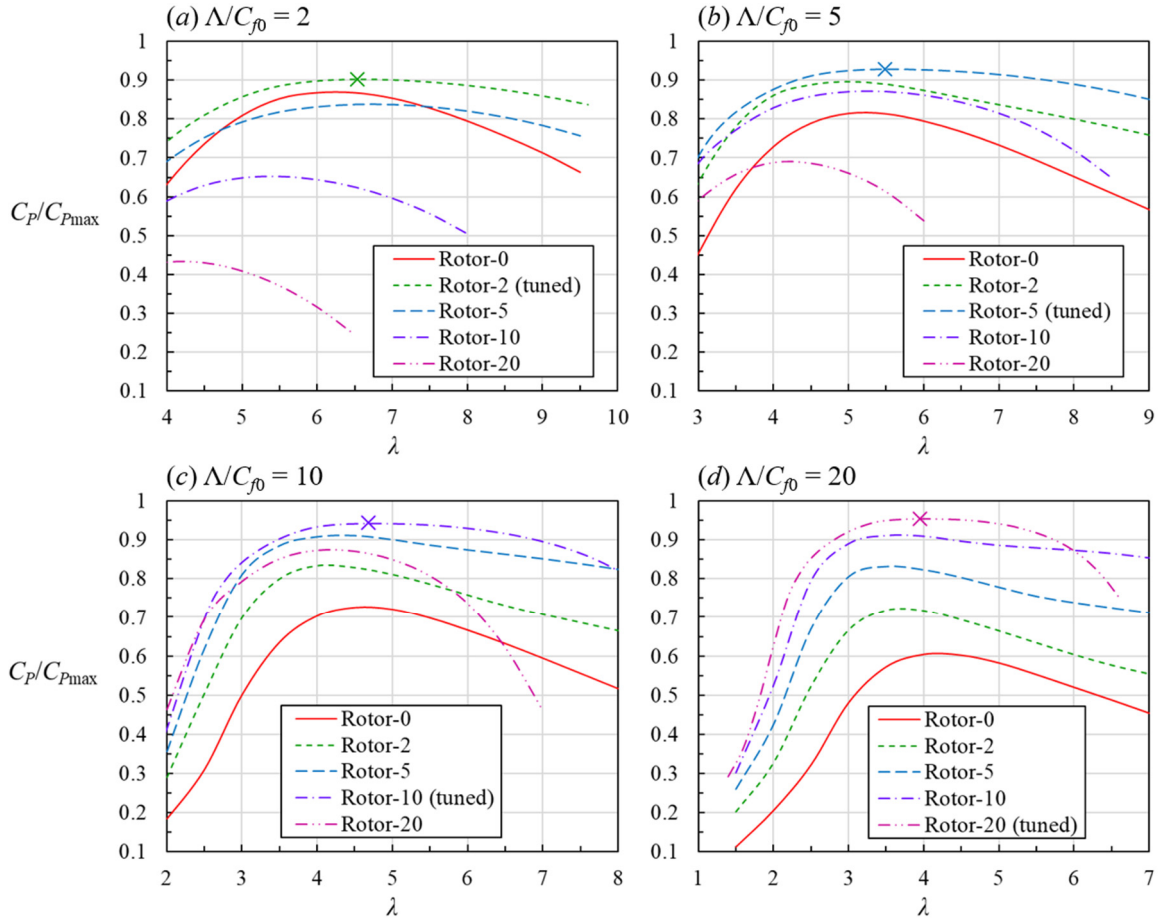 (a) Λ/Cf0 = 2
1
0.9
0.8
0.7
0.6
CP/CPmax
0.5
0.4
0.3
0.2
0.1
Rotor-0
Rotor-2 (tuned)
Rotor-5
Rotor-10
Rotor-20
4 5 6 7 8 9 10
λ
(b) Λ/Cf0 = 5
1
0.9
0.8
0.7
0.6
0.5
0.4
0.3
0.2
0.1
Rotor-0
Rotor-2
Rotor-5 (tuned)
Rotor-10
Rotor-20
3 4 5 6 7 8 9
λ
(c) Λ/Cf0 = 10
1
0.9
0.8
0.7
0.6
CP/CPmax
0.5
0.4
0.3
0.2
0.1
Rotor-0
Rotor-2
Rotor-5
Rotor-10 (tuned)
Rotor-20
2 3 4 5 6 7 8
λ
(d) Λ/Cf0 = 20
1
0.9
0.8
0.7
0.6
0.5
0.4
0.3
0.2
0.1
Rotor-0
Rotor-2
Rotor-5
Rotor-10
Rotor-20 (tuned)
1 2 3 4 5 6 7
λ